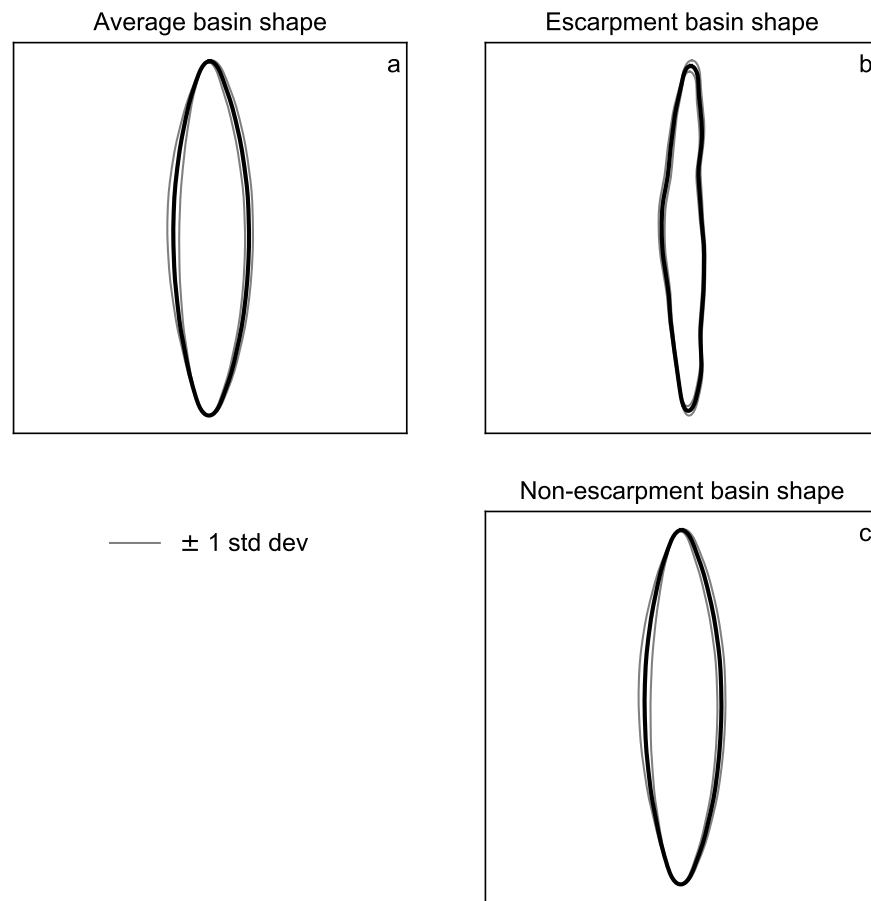 Average basin shape
Escarpment basin shape
a
b
Non-escarpment basin shape
c
± 1 std dev